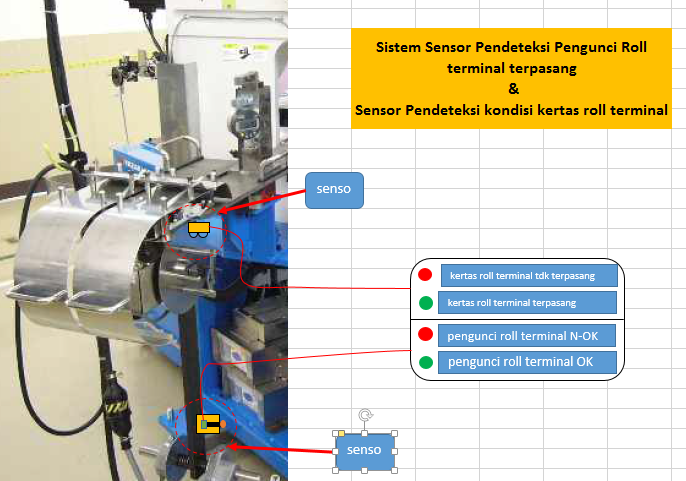 Sistem Sensor Pendeteksi Pengunci Roll
terminal terpasang
&
Sensor Pendeteksi kondisi kertas roll terminal
senso
kertas roll terminal tdk terpasang
kertas roll terminal terpasang
pengunci roll terminal N-OK
pengunci roll terminal OK
senso